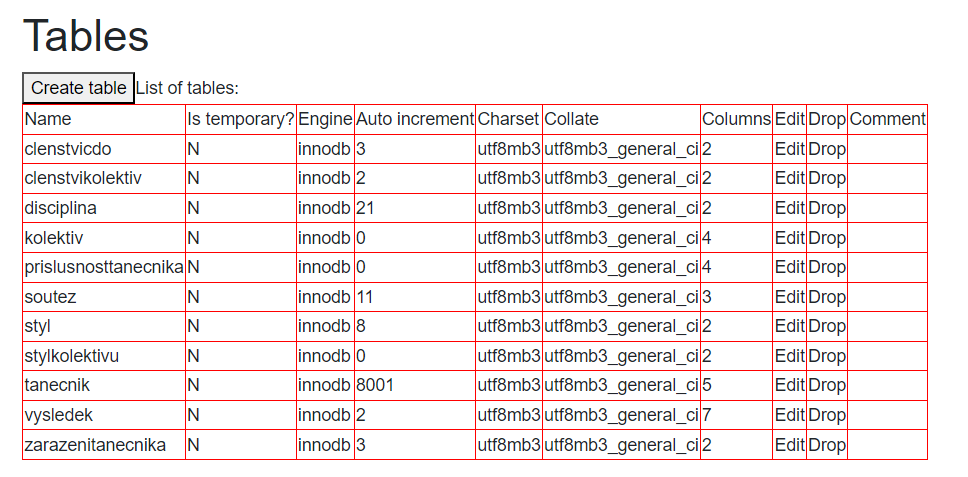 Tables
Create table List of tables:
Name Is temporary? Engine Auto increment Charset Collate Columns Edit Drop Comment
clenstvicdo N innodb 3 utf8mb3 utf8mb3_general_ci 2 Edit Drop
clenstvikolektiv N innodb 2 utf8mb3 utf8mb3_general_ci 2 Edit Drop
disciplina N innodb 21 utf8mb3 utf8mb3_general_ci 2 Edit Drop
kolektiv N innodb 0 utf8mb3 utf8mb3_general_ci 4 Edit Drop
prislusnosttanecnika N innodb 0 utf8mb3 utf8mb3_general_ci 4 Edit Drop
soutez N innodb 11 utf8mb3 utf8mb3_general_ci 3 Edit Drop
styl N innodb 8 utf8mb3 utf8mb3_general_ci 2 Edit Drop
stylkolektivu N innodb 0 utf8mb3 utf8mb3_general_ci 2 Edit Drop
tanecnik N innodb 8001 utf8mb3 utf8mb3_general_ci 5 Edit Drop
vysledek N innodb 2 utf8mb3 utf8mb3_general_ci 7 Edit Drop
zarazenitanecnika N innodb 3 utf8mb3 utf8mb3_general_ci 2 Edit Drop